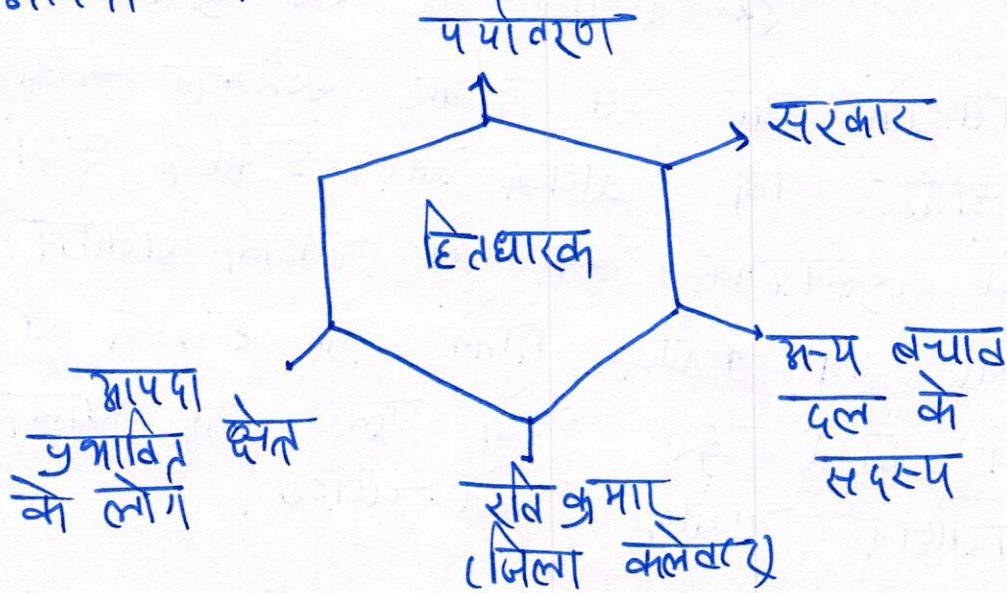 पर्यावरण
सरकार
हितधारक
अन्य बचाव
दल के
सदस्य
आपदा
प्रभावित क्षेत्र
के लोग
रवि कुमार
(जिला कलेक्टर)